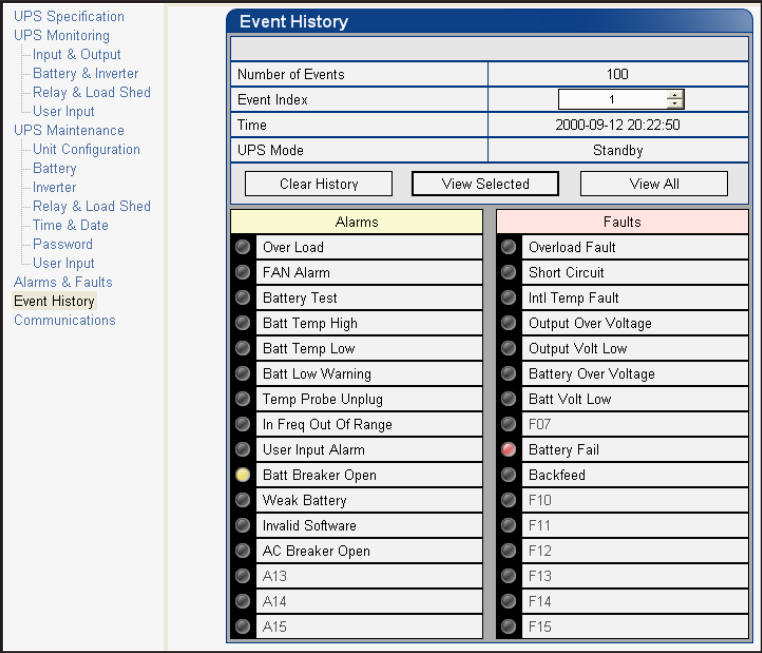 UPS Specification
UPS Monitoring
Input & Output
Battery & Inverter
Relay & Load Shed
User Input
UPS Maintenance
Unit Configuration
Battery
Inverter
Relay & Load Shed
Time & Date
Password
User Input
Alarms & Faults
Event History
Communications
Event History
Number of Events 100
Event Index 1
Time 2000-09-12 20:22:50
UPS Mode Standby
Clear History View Selected View All
Alarms
Over Load
FAN Alarm
Battery Test
Batt Temp High
Batt Temp Low
Batt Low Warning
Temp Probe Unplug
In Freq Out Of Range
User Input Alarm
Batt Breaker Open
Weak Battery
Invalid Software
AC Breaker Open
A13
A14
A15
Faults
Overload Fault
Short Circuit
Intl Temp Fault
Output Over Voltage
Output Volt Low
Battery Over Voltage
Batt Volt Low
F07
Battery Fail
Backfeed
F10
F11
F12
F13
F14
F15